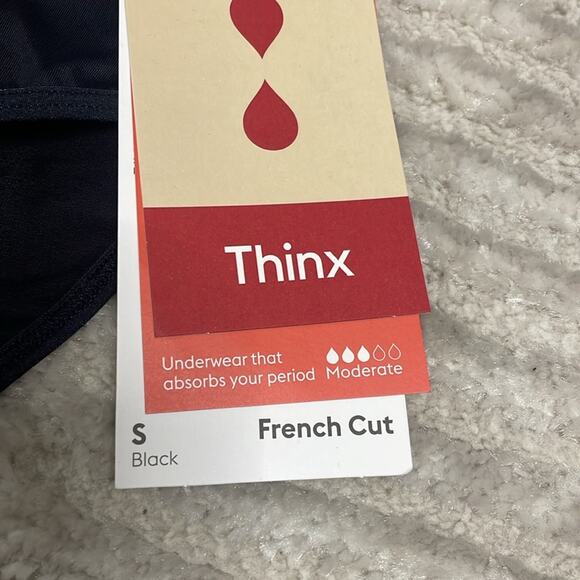 Thinx
Underwear that
absorbs your period
Moderate
S
French Cut
Black